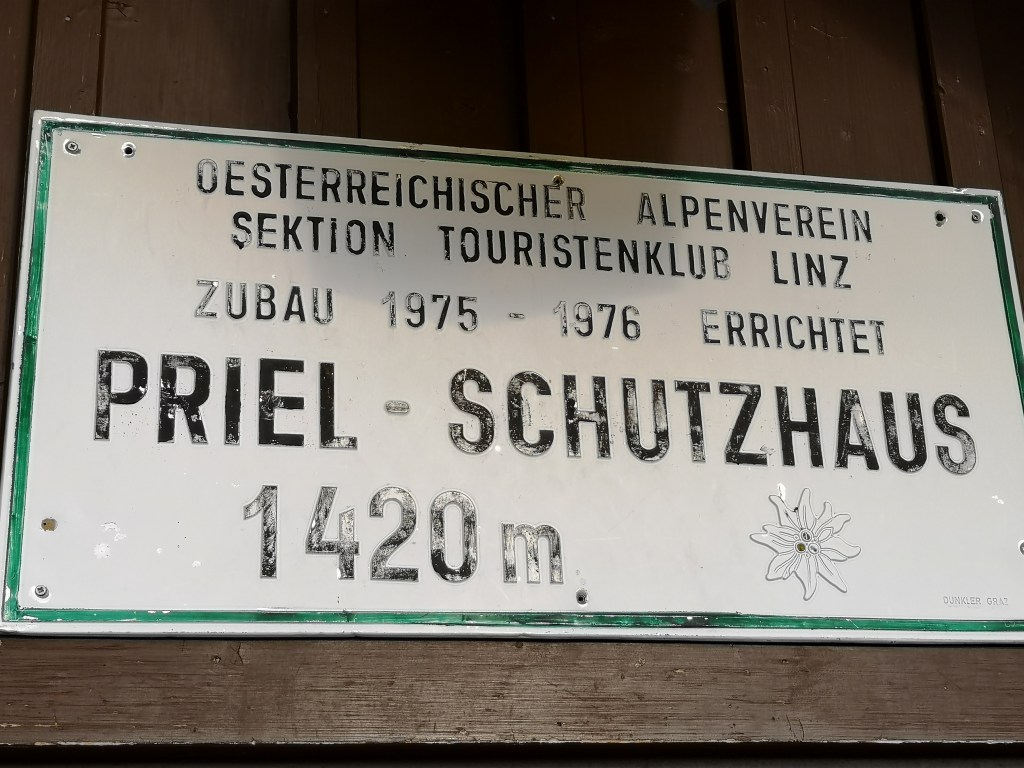 OESTERREICHISCHER ALPENVEREIN
SEKTION TOURISTENKLUB LINZ
ZUBAU 1975 - 1976 ERRICHTET
PRIEL - SCHUTZHAUS
1420 m
DUNKLER GRAZ